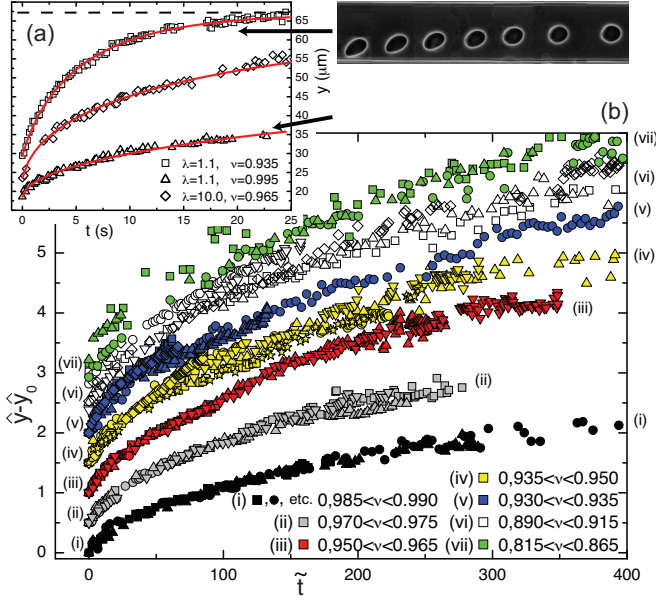 (a)
65
60
55
50
45
40
35
30
25
20
y (μm)
0 5 10 15 20 25
t (s)
λ=1.1, ν=0.935
λ=1.1, ν=0.995
λ=10.0, ν=0.965
(b)
(vii)
(vi)
(v)
(iv)
(iii)
(ii)
(i)
5
4
3
2
1
0
ŷ-ŷ0
(vii)
(vi)
(v)
(iv)
(iii)
(ii)
(i)
(i) , , etc. 0,985<ν<0.990
(ii) 0,970<ν<0.975
(iii) 0,950<ν<0.965
(iv) 0,935<ν<0.950
(v) 0,930<ν<0.935
(vi) 0,890<ν<0.915
(vii) 0,815<ν<0.865
0 100 200 300 400
t̃